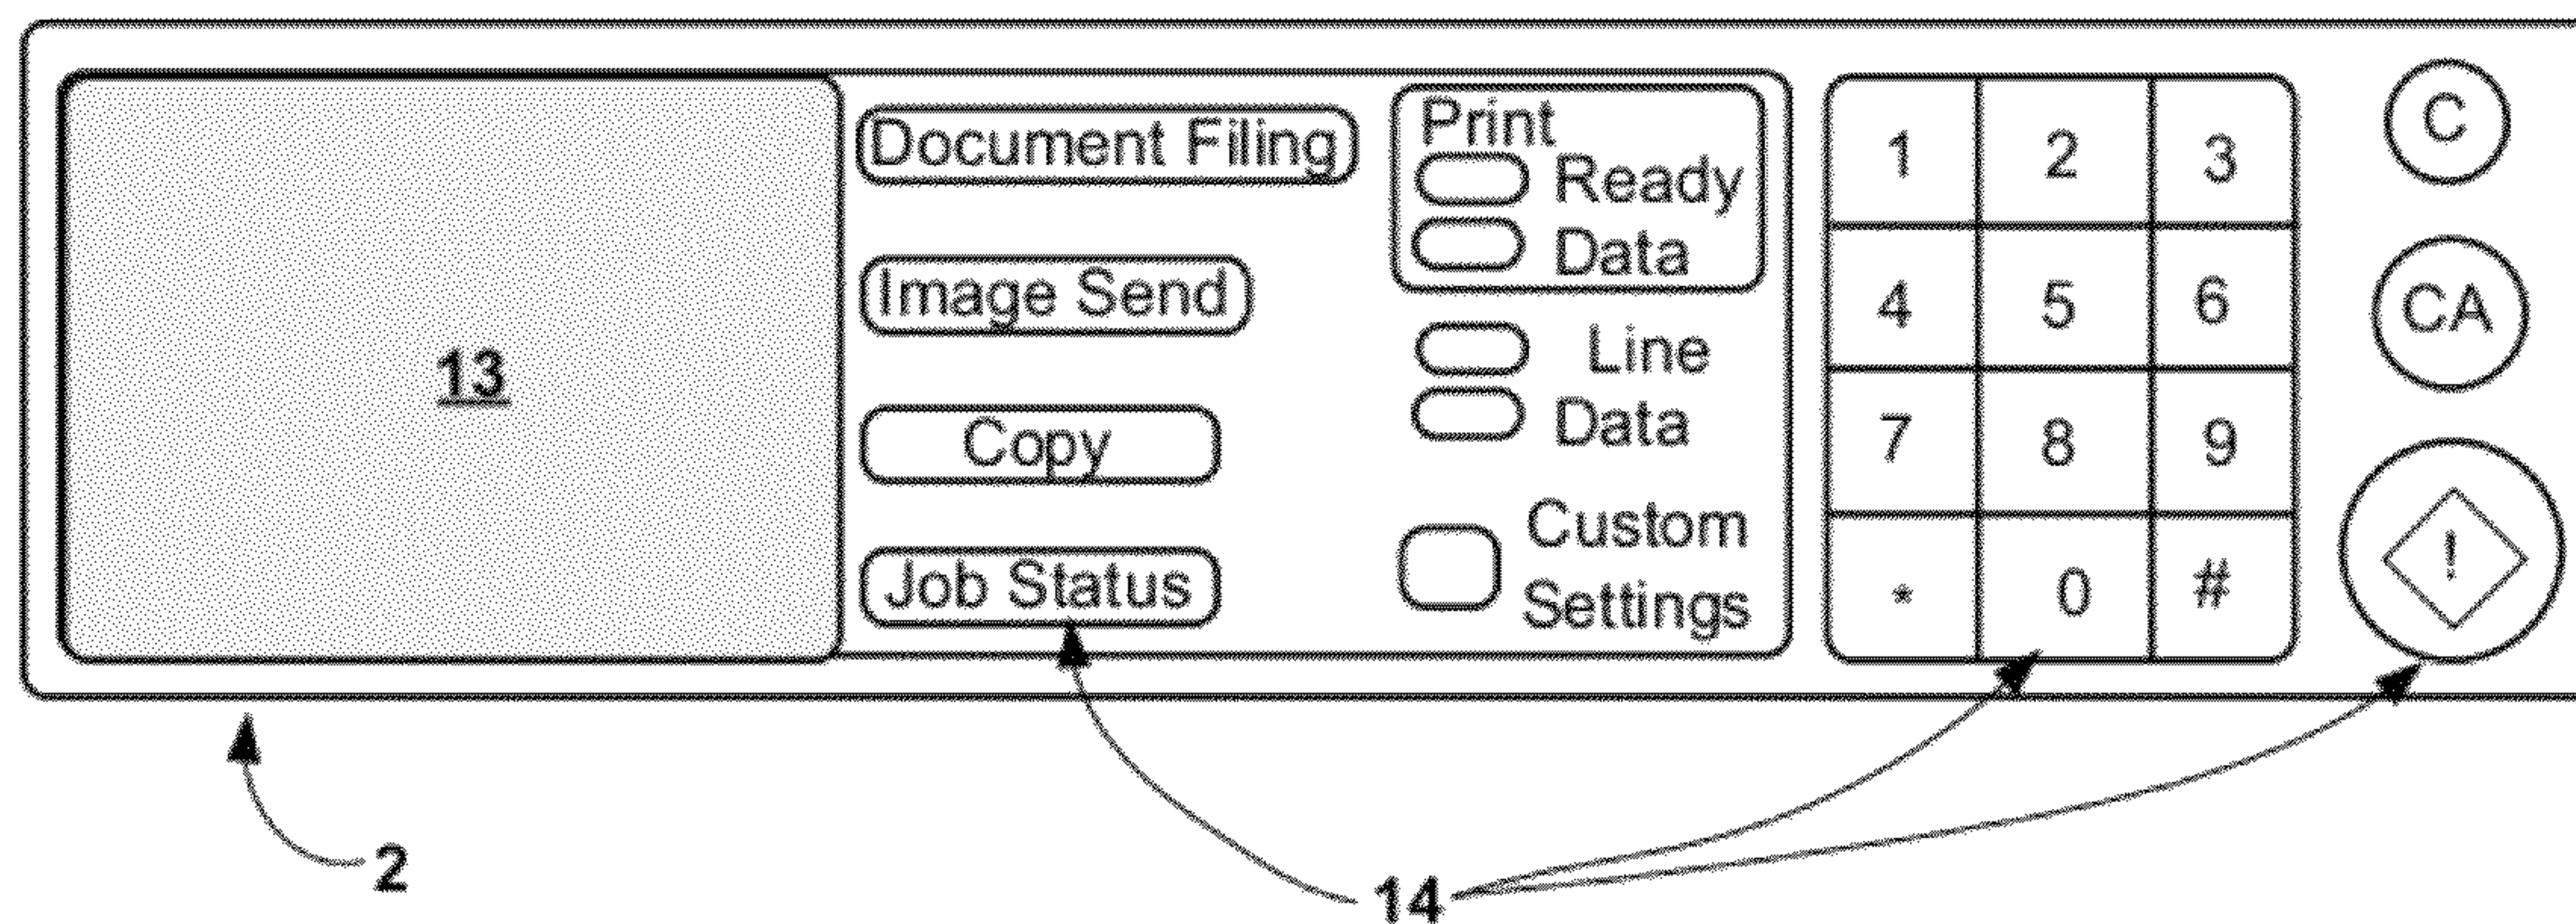 13
Document Filing
Image Send
Copy
Job Status
Print
Ready
Data
Line
Data
Custom
Settings
1 2 3
4 5 6
7 8 9
* 0 #
C
CA
!
2
14